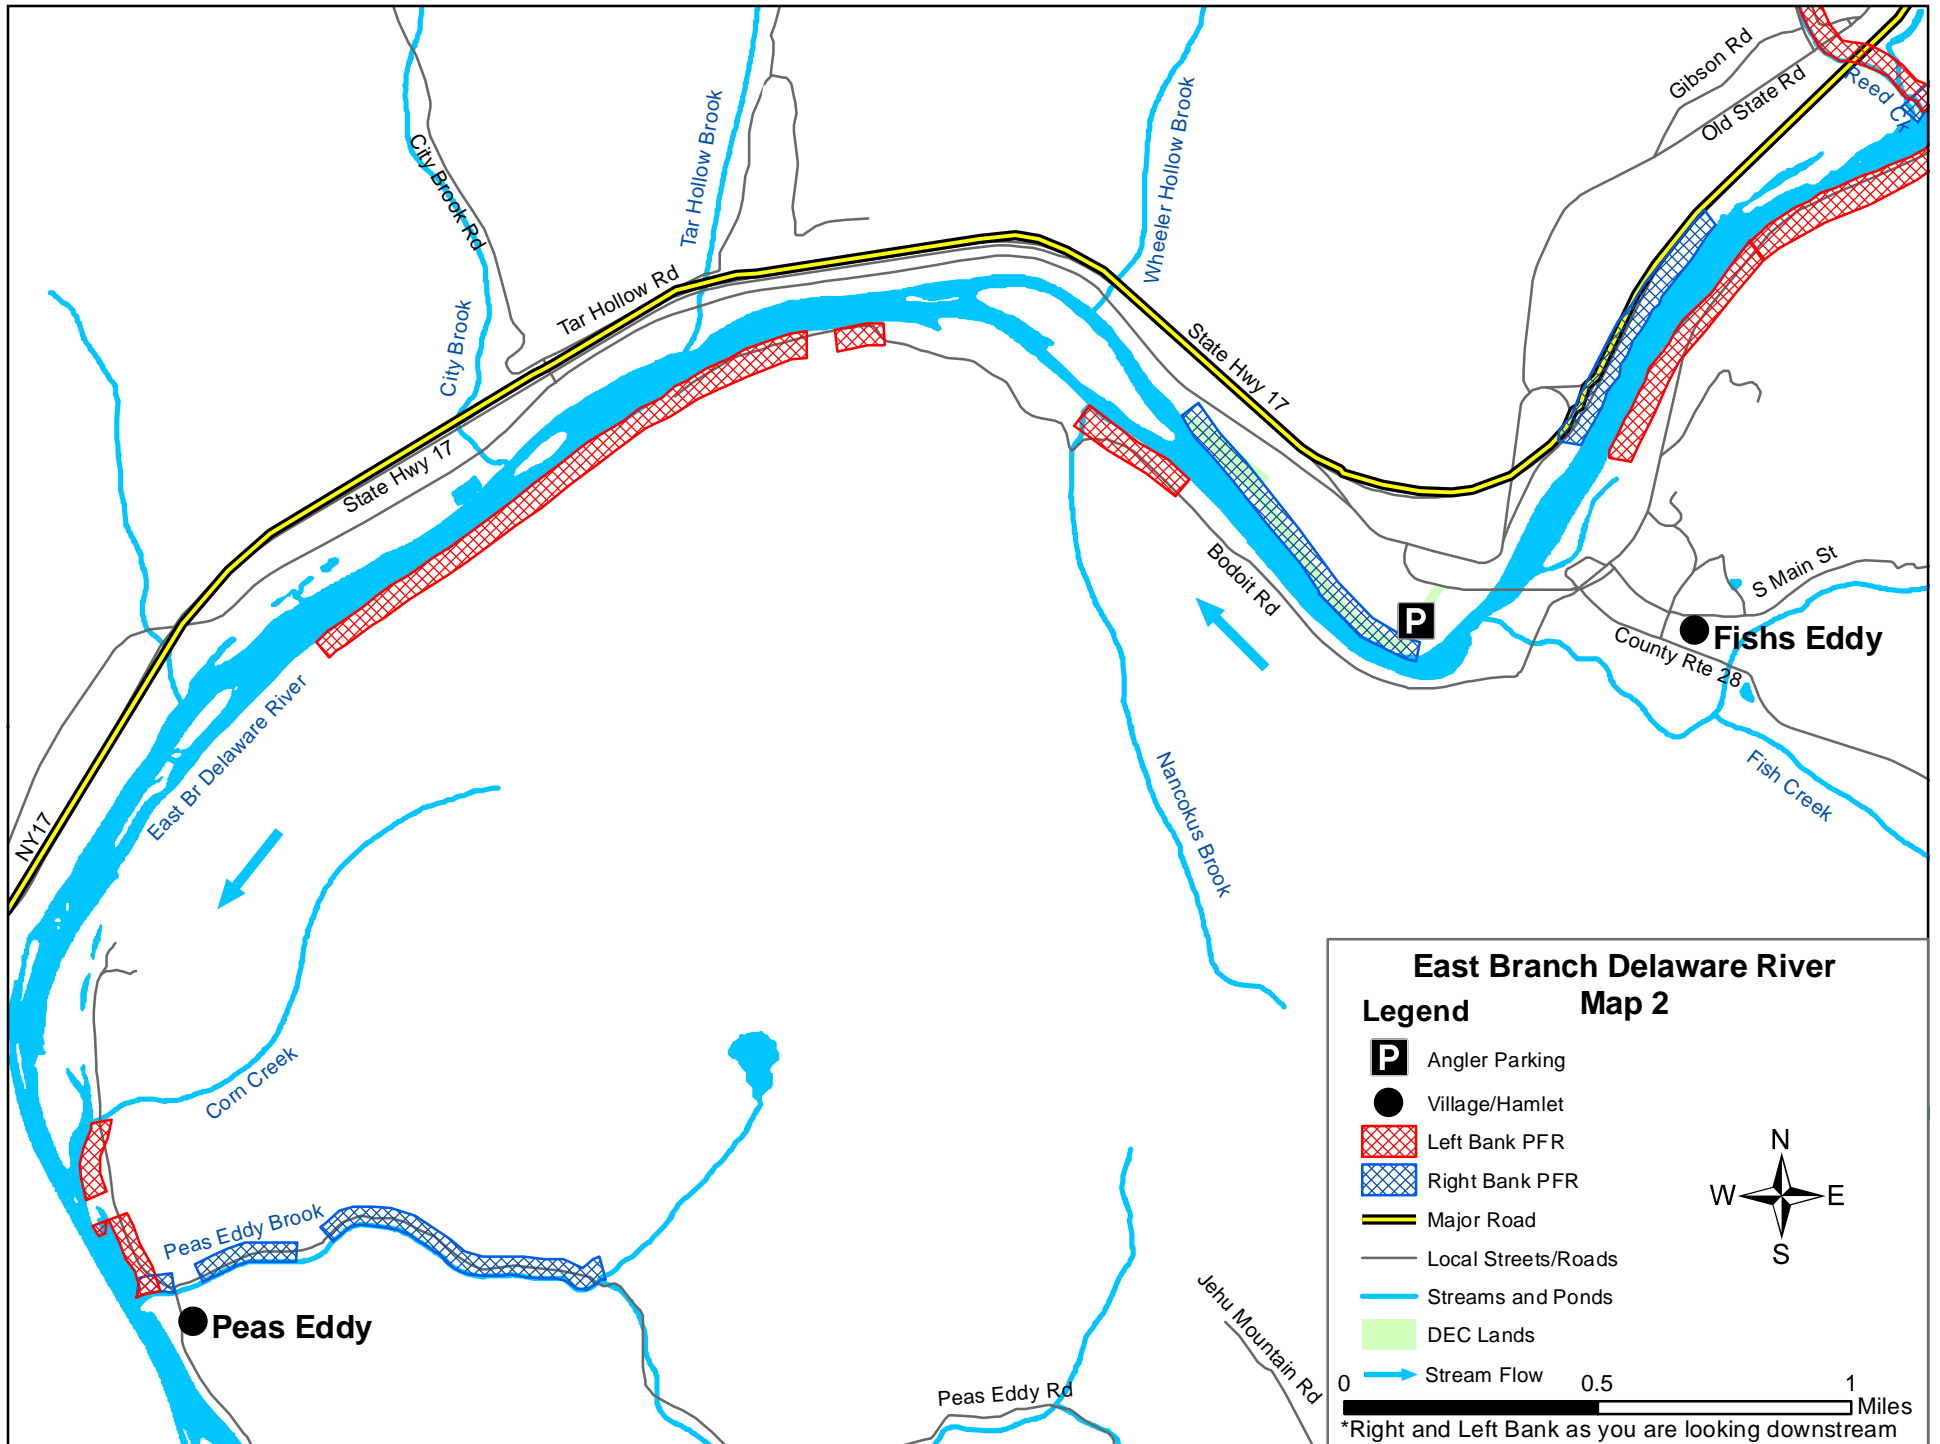 Gibson Rd
Old State Rd
Reed Ck
City Brook Rd
Tar Hollow Brook
Wheeler Hollow Brook
Tar Hollow Rd
City Brook
State Hwy 17
State Hwy 17
Bodoit Rd
P
S Main St
Fishs Eddy
County Rte 28
Fish Creek
East Br Delaware River
NY17
Nancokus Brook
Corn Creek
Peas Eddy Brook
Peas Eddy
Peas Eddy Rd
Jehu Mountain Rd
East Branch Delaware River
Map 2
Legend
P Angler Parking
Village/Hamlet
Left Bank PFR
Right Bank PFR
Major Road
Local Streets/Roads
Streams and Ponds
DEC Lands
Stream Flow
N
W E
S
0 0.5 1
Miles
*Right and Left Bank as you are looking downstream